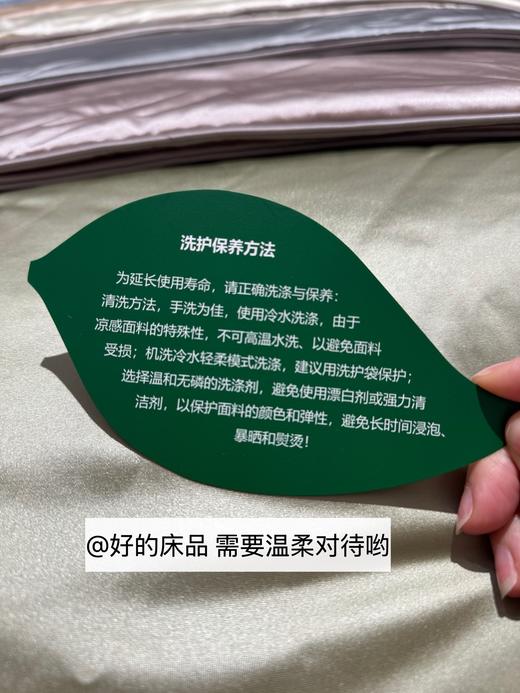 洗护保养方法
为延长使用寿命，请正确洗涤与保养：
清洗方法，手洗为佳，使用冷水洗涤，由于
凉感面料的特殊性，不可高温水洗、以避免面料
受损；机洗冷水轻柔模式洗涤，建议用洗护袋保护；
选择温和无磷的洗涤剂，避免使用漂白剂或强力清
洁剂，以保护面料的颜色和弹性，避免长时间浸泡、
暴晒和熨烫！
@好的床品 需要温柔对待哟